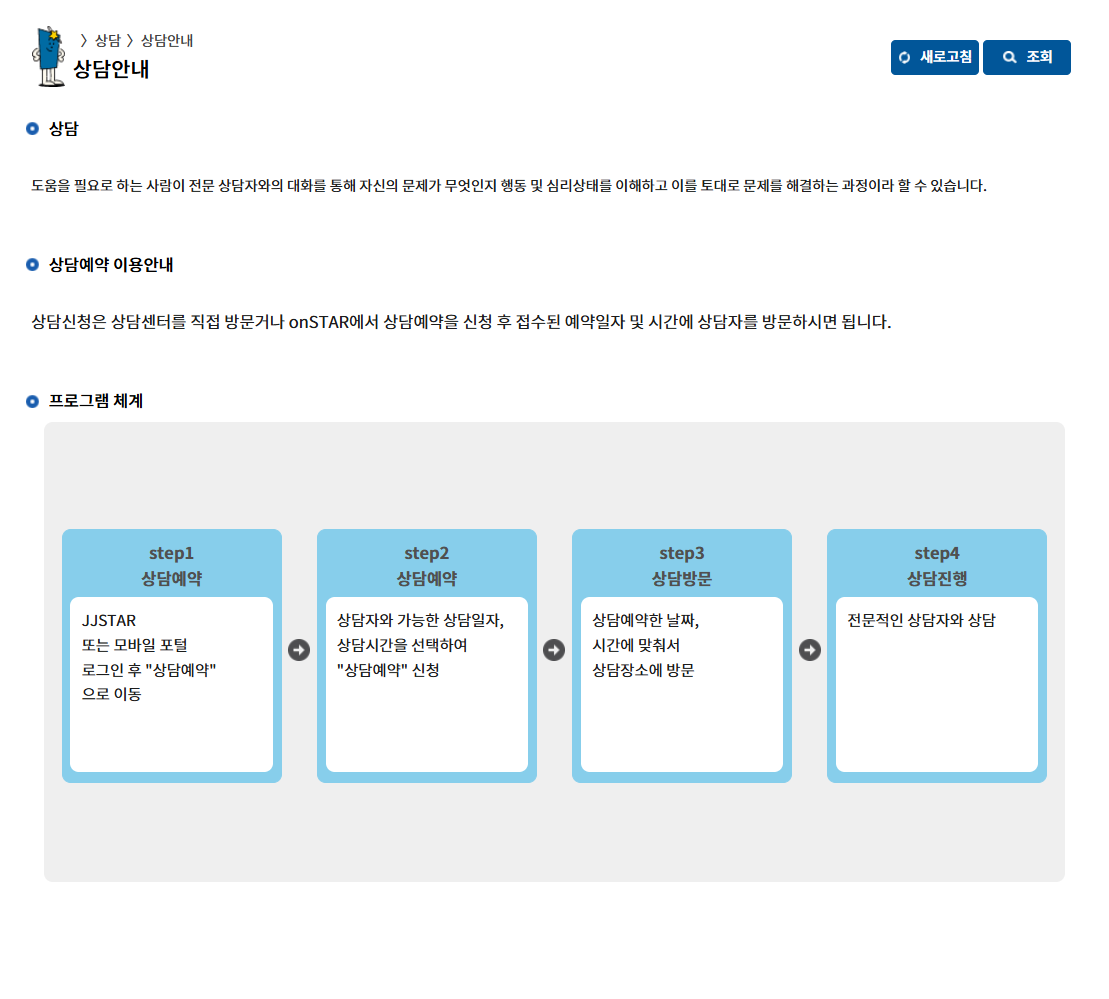 〉상담 〉상담안내
상담안내
새로고침
조회
상담
도움을 필요로 하는 사람이 전문 상담자와의 대화를 통해 자신의 문제가 무엇인지 행동 및 심리상태를 이해하고 이를 토대로 문제를 해결하는 과정이라 할 수 있습니다.
상담예약 이용안내
상담신청은 상담센터를 직접 방문거나 onSTAR에서 상담예약을 신청 후 접수된 예약일자 및 시간에 상담자를 방문하시면 됩니다.
프로그램 체계
step1
상담예약
JJSTAR
또는 모바일 포털
로그인 후 "상담예약"
으로 이동
step2
상담예약
상담자와 가능한 상담일자,
상담시간을 선택하여
"상담예약" 신청
step3
상담방문
상담예약한 날짜,
시간에 맞춰서
상담장소에 방문
step4
상담진행
전문적인 상담자와 상담